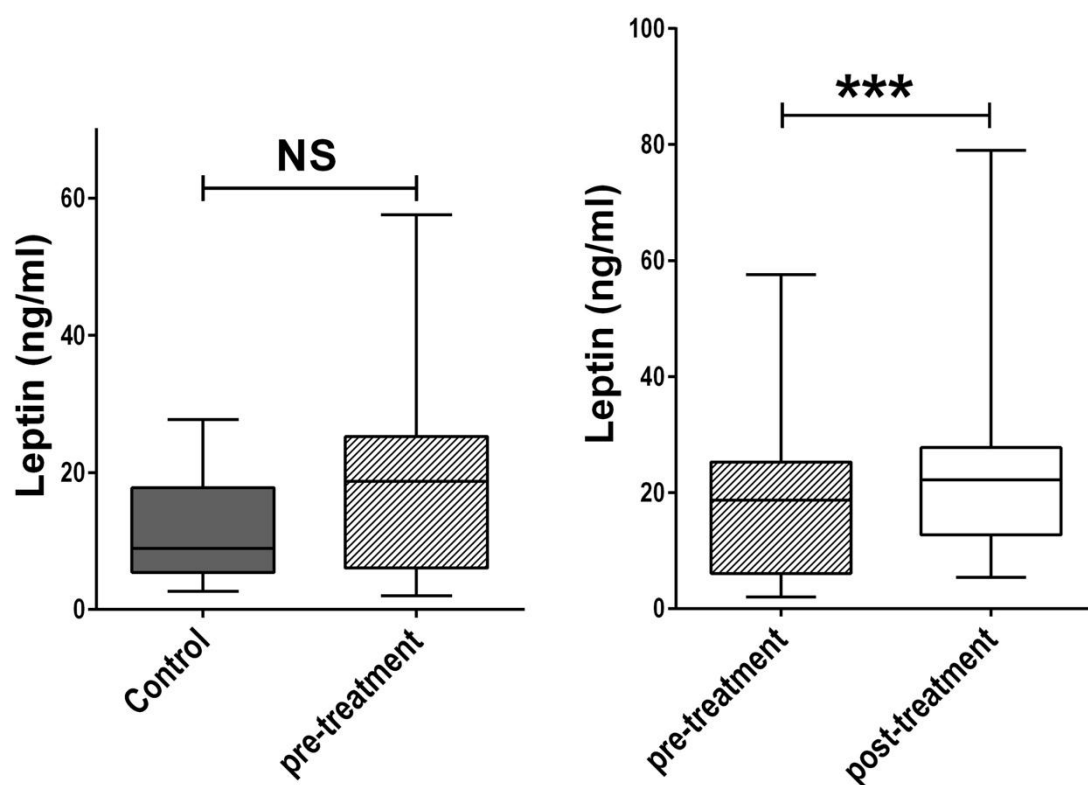 NS
Leptin (ng/ml)
60
40
20
0
Control
pre-treatment
***
Leptin (ng/ml)
100
80
60
40
20
0
pre-treatment
post-treatment